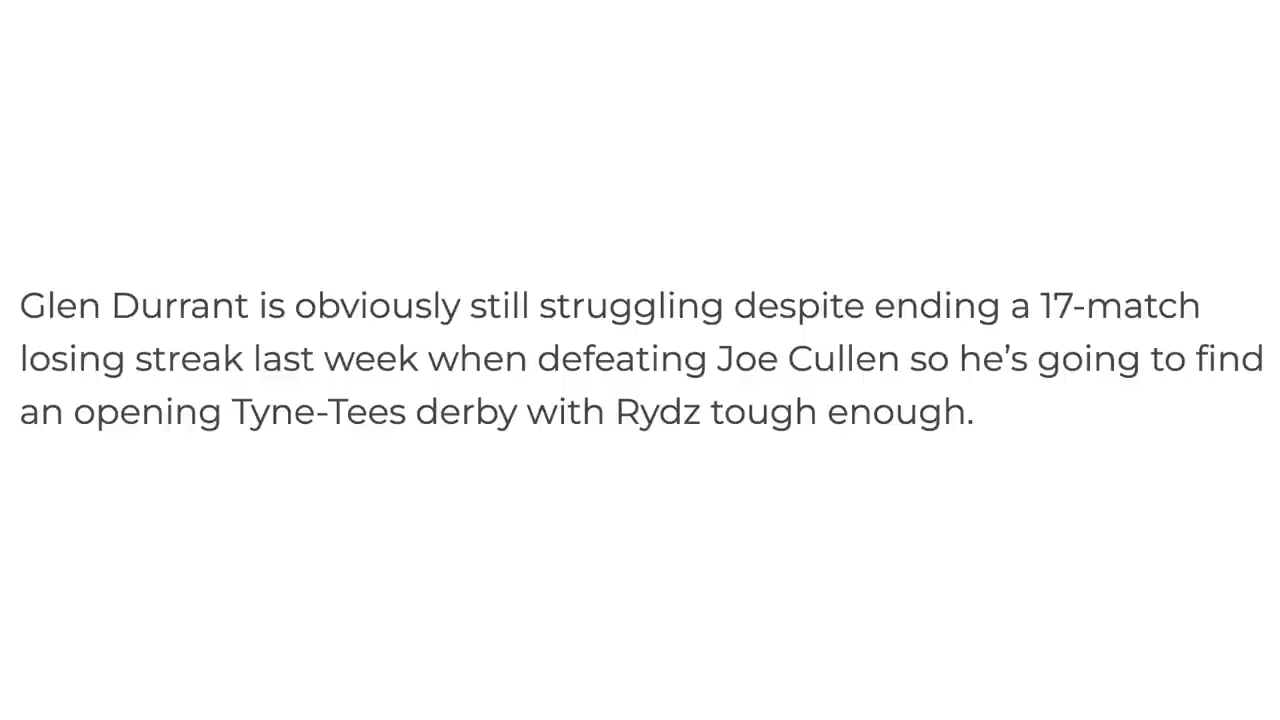 Glen Durrant is obviously still struggling despite ending a 17-match
losing streak last week when defeating Joe Cullen so he’s going to find
an opening Tyne-Tees derby with Rydz tough enough.